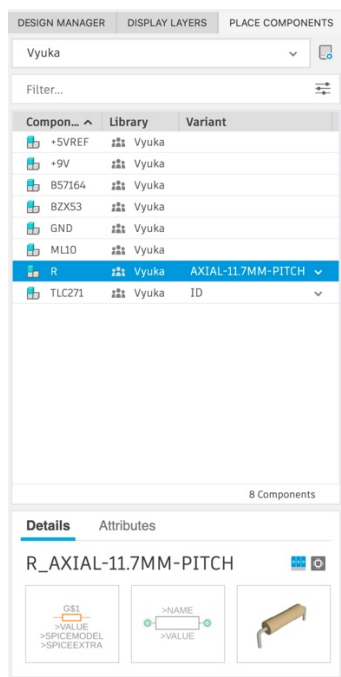 DESIGN MANAGER DISPLAY LAYERS PLACE COMPONENTS
Vyuka
Filter...
Compon... Library Variant
+5VREF Vyuka
+9V Vyuka
B57164 Vyuka
BZX53 Vyuka
GND Vyuka
ML10 Vyuka
R Vyuka AXIAL-11.7MM-PITCH
TLC271 Vyuka ID
8 Components
Details Attributes
R_AXIAL-11.7MM-PITCH
G$1
>VALUE
>SPICEMODEL
>SPICEEXTRA
>NAME
>VALUE